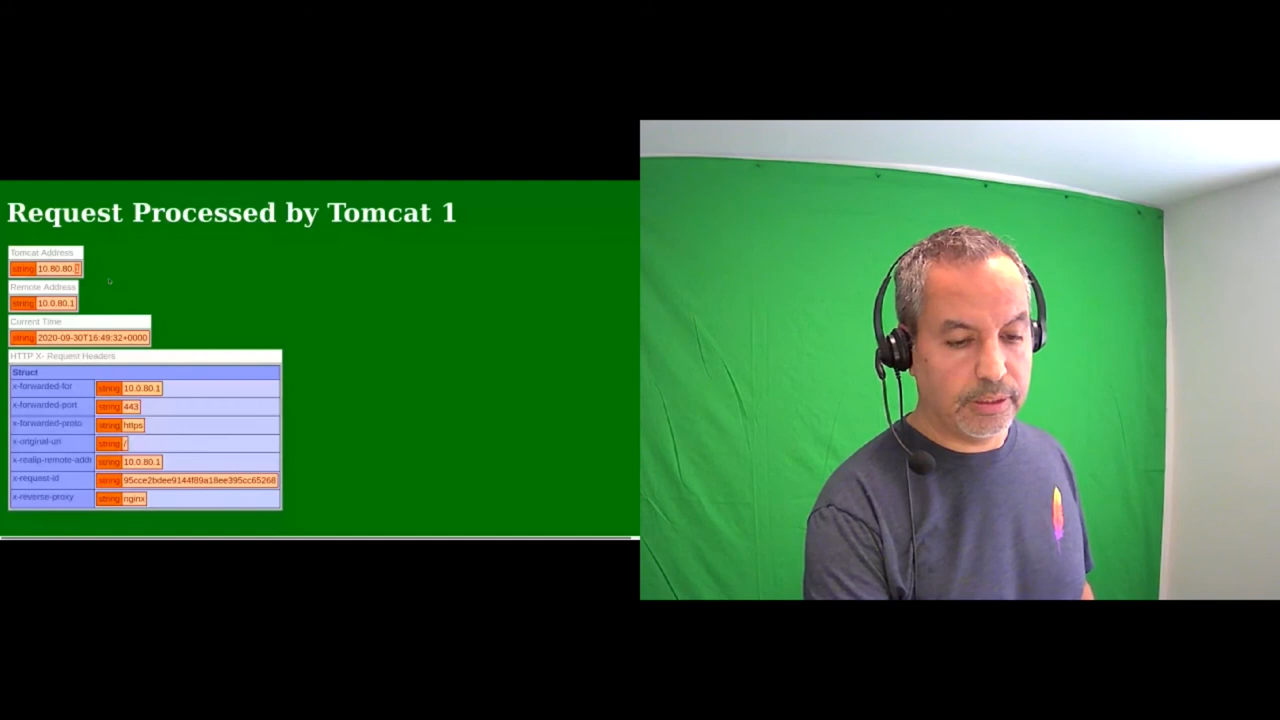 Request Processed by Tomcat 1
Tomcat Address
string 10.80.80.
Remote Address
string 10.0.80.1
Current Time
string 2020-09-30T16:49:32+0000
HTTP X- Request Headers
Struct
x-forwarded-for string 10.0.80.1
x-forwarded-port string 443
x-forwarded-proto string https
x-original-uri string /
x-realip-remote-addr string 10.0.80.1
x-request-id string 95cce2bdee9144f89a18ee395cc65268
x-reverse-proxy string nginx